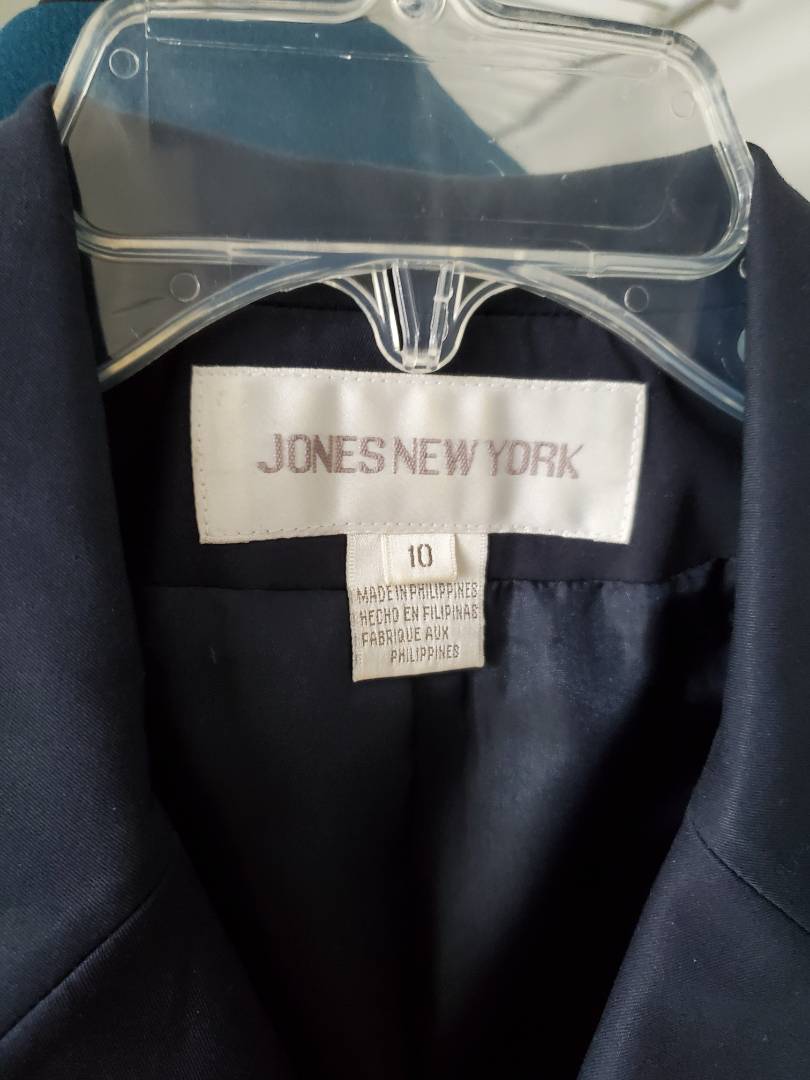 JONES NEW YORK
10
MADE IN PHILIPPINES
HECHO EN FILIPINAS
FABRIQUE AUX
PHILIPPINES